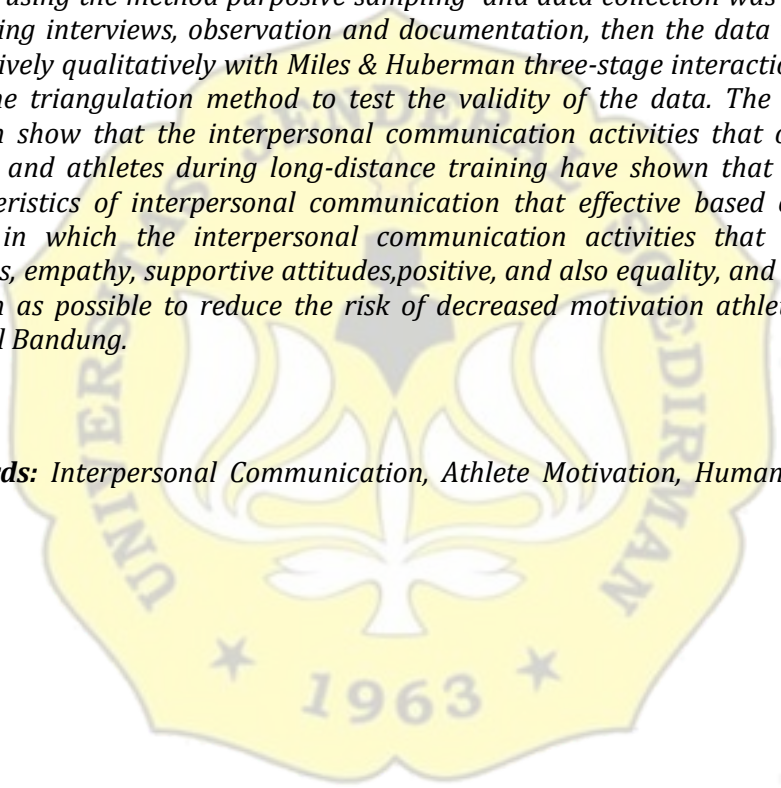 using the method purposive sampling and data collection was
ing interviews, observation and documentation, then the data
ively qualitatively with Miles & Huberman three-stage interactio
he triangulation method to test the validity of the data. The
show that the interpersonal communication activities that
and athletes during long-distance training have shown that
eristics of interpersonal communication that effective based
in which the interpersonal communication activities that
s, empathy, supportive attitudes,positive, and also equality, and
as possible to reduce the risk of decreased motivation athlet
Bandung.
ds: Interpersonal Communication, Athlete Motivation, Human
UNIVERSITAS JENDERAL SOEDIRMAN
1963